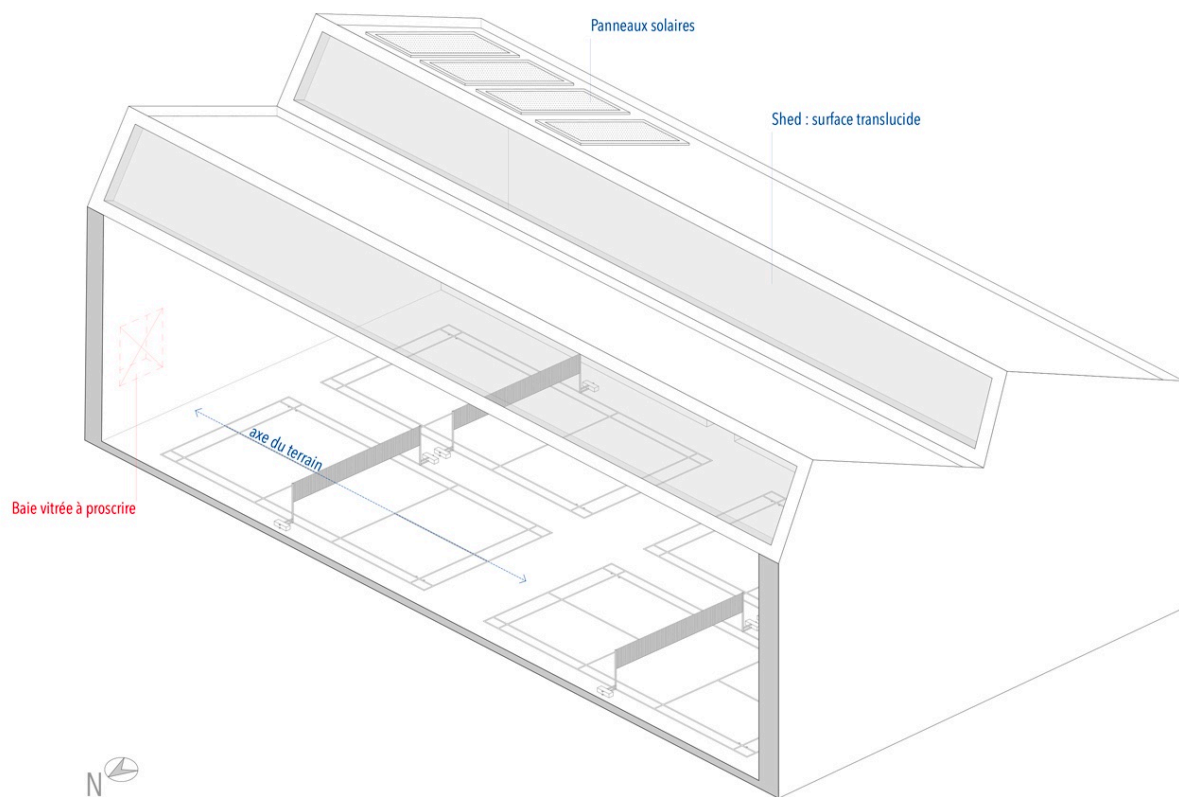 Panneaux solaires
Shed : surface translucide
axe du terrain
Baie vitrée à proscrire
N